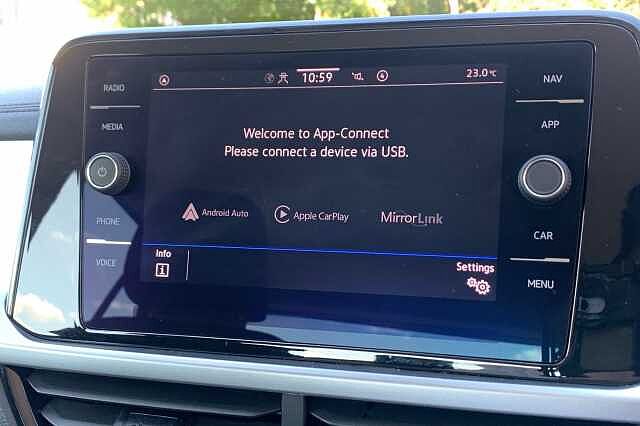 RADIO
MEDIA
PHONE
VOICE
10:59
23.0°C
Welcome to App-Connect
Please connect a device via USB.
Android Auto
Apple CarPlay
MirrorLink
Info
i
Settings
NAV
APP
CAR
MENU